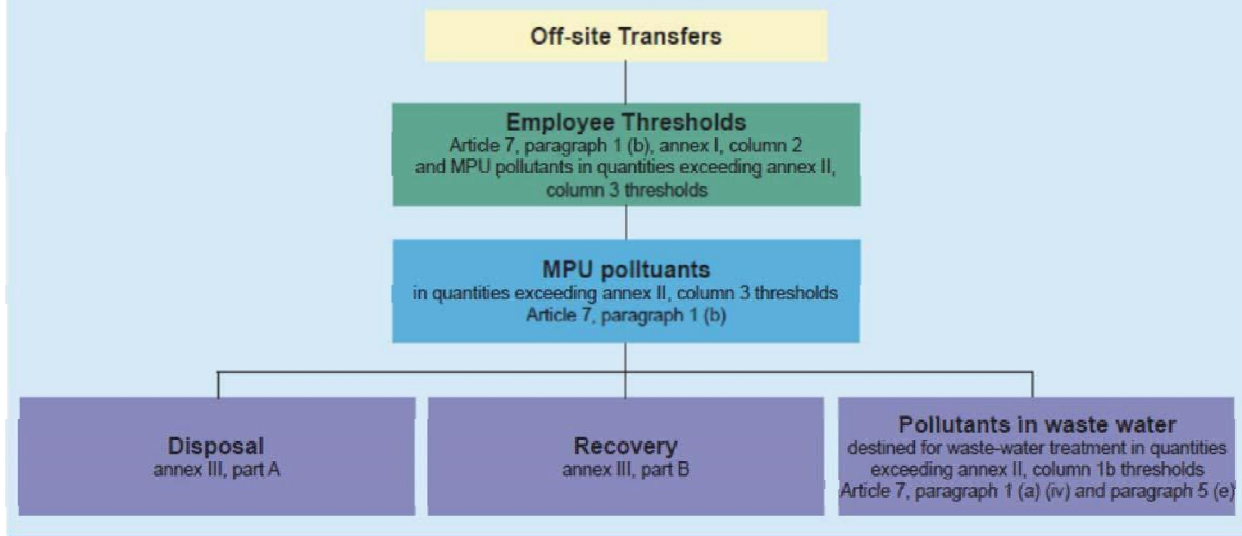 Off-site Transfers
Employee Thresholds
Article 7, paragraph 1 (b), annex I, column 2
and MPU pollutants in quantities exceeding annex II,
column 3 thresholds
MPU polltuants
in quantities exceeding annex II, column 3 thresholds
Article 7, paragraph 1 (b)
Disposal
annex III, part A
Recovery
annex III, part B
Pollutants in waste water
destined for waste-water treatment in quantities
exceeding annex II, column 1b thresholds
Article 7, paragraph 1 (a) (iv) and paragraph 5 (e)